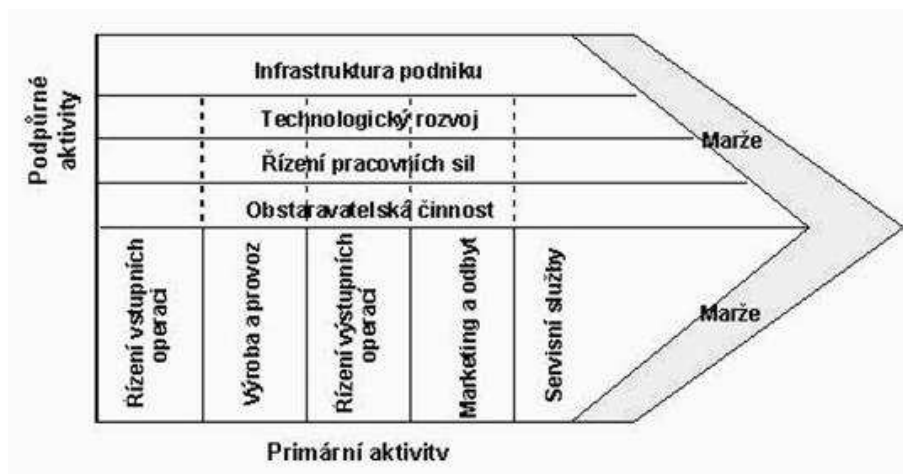 Podpůrné
aktivity
Infrastruktura podniku
Technologický rozvoj
Řízení pracovních sil
Obstaravatelská činnost
Marže
Řízení vstupních
operací
Výroba a provoz
Řízení výstupních
operací
Marketing a odbyt
Servisní služby
Marže
Primární aktivity